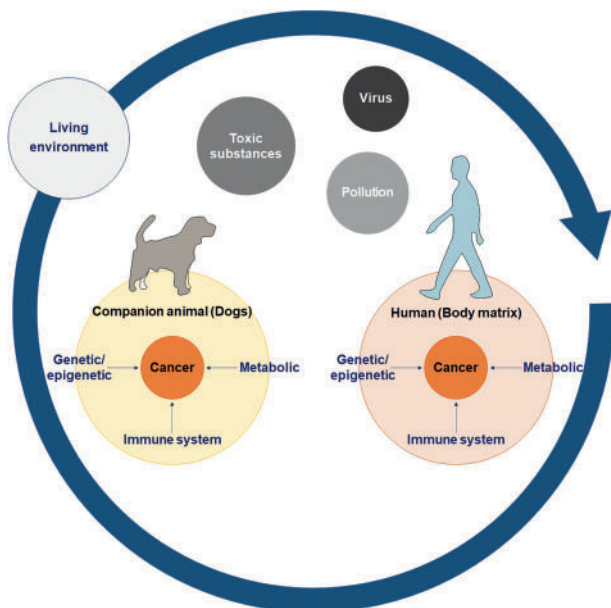 Virus
Living
environment
Toxic
substances
Pollution
Companion animal (Dogs)
Genetic/
epigenetic
Cancer
Metabolic
Immune system
Human (Body matrix)
Genetic/
epigenetic
Cancer
Metabolic
Immune system